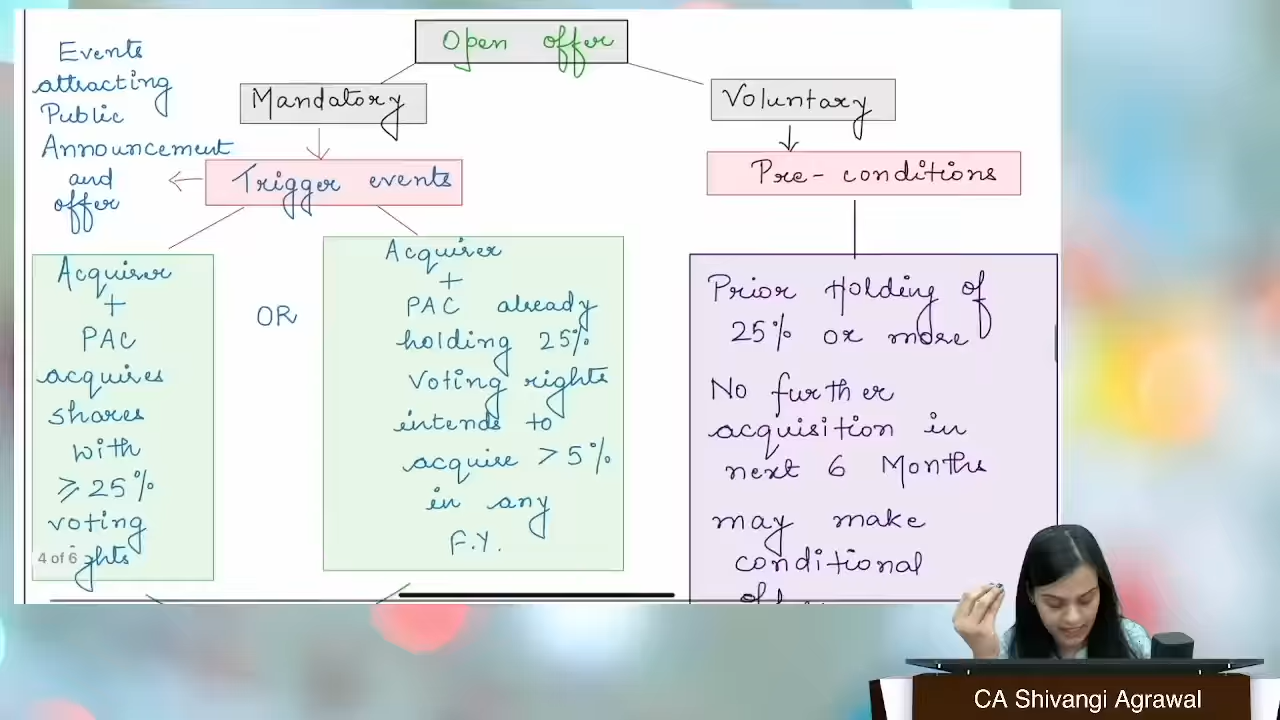 Open offer
Events
attracting
Public
Announcement
and
offer
Mandatory
Voluntary
Trigger events
Pre-conditions
Acquirer
+
PAC
acquires
shares
with
≥ 25%
voting
ights
4 of 6
OR
Acquirer
+
PAC already
holding 25%
voting rights
intends to
acquire > 5%
in any
F.Y.
Prior Holding of
25% or more
No further
acquisition in
next 6 Months
may make
conditional
CA Shivangi Agrawal